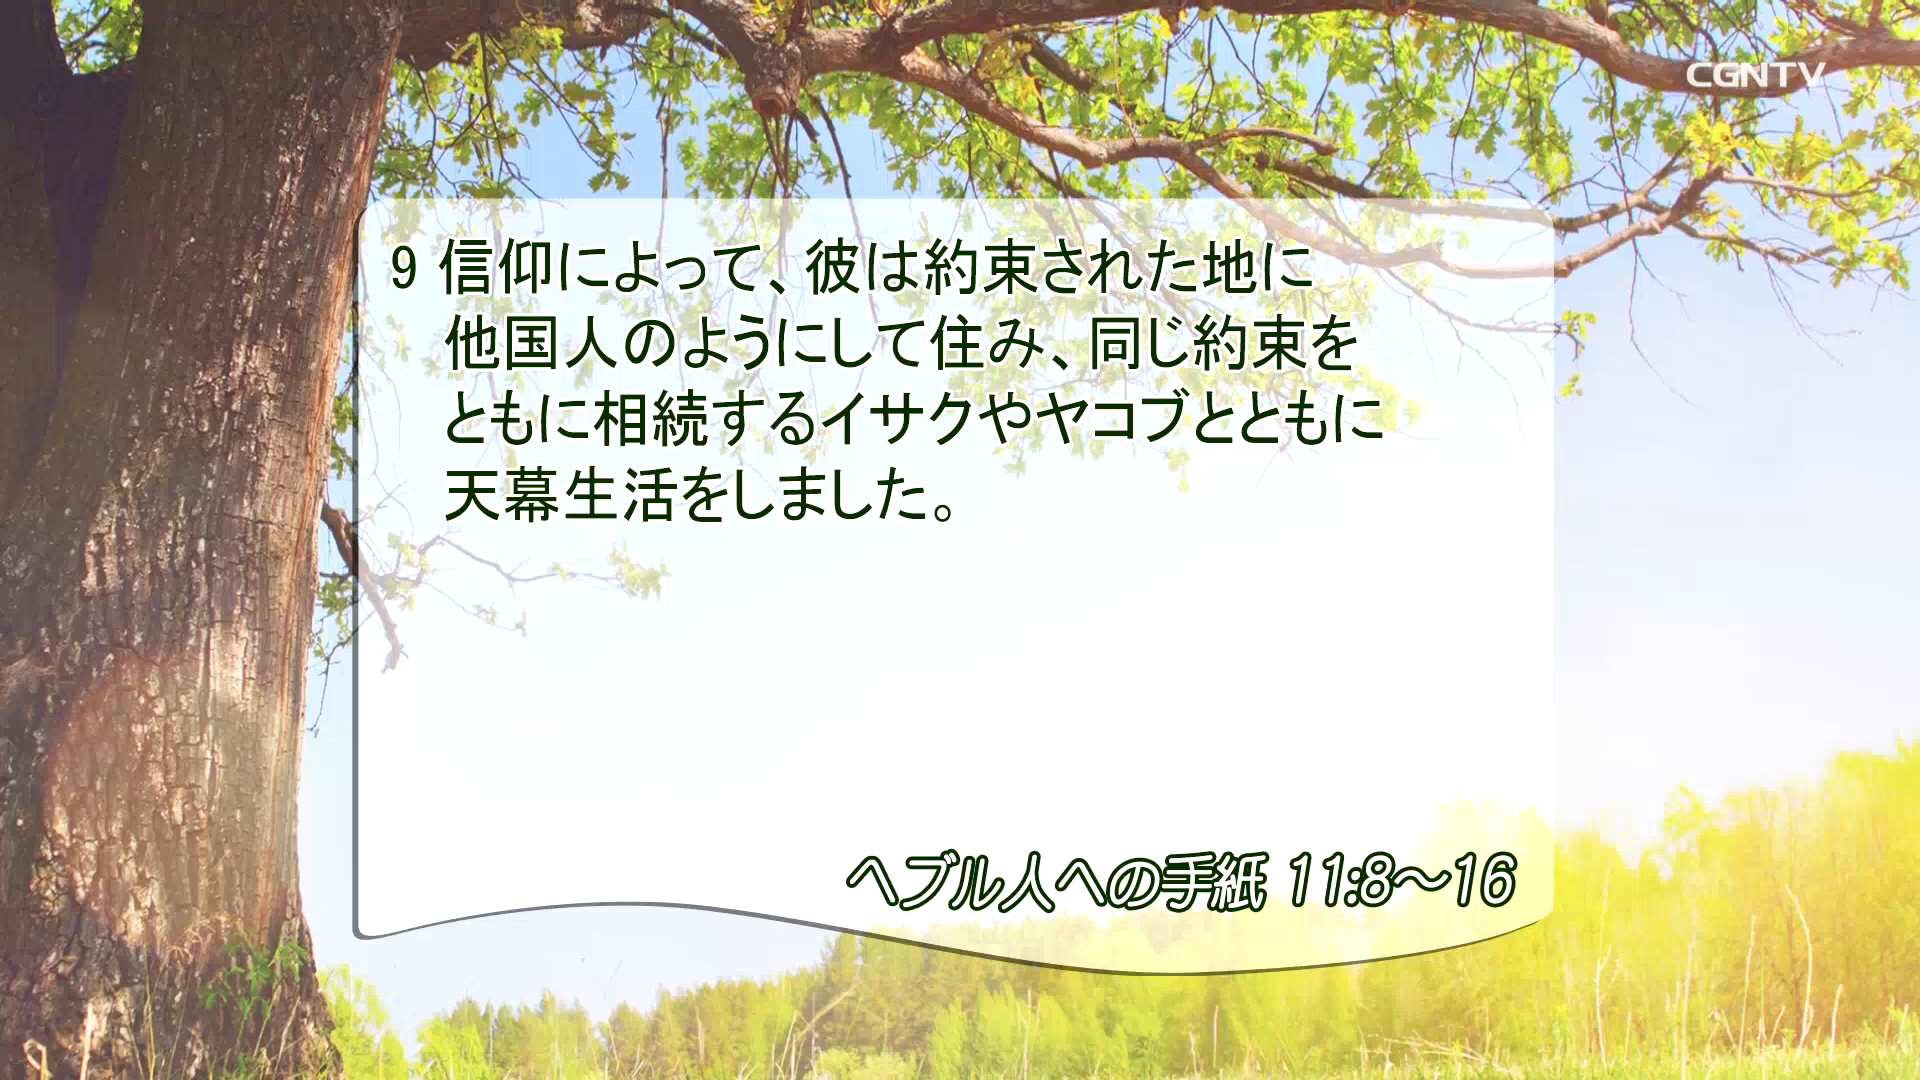 CGNTV
9 信仰によって、彼は約束された地に
他国人のようにして住み、同じ約束を
ともに相続するイサクやヤコブとともに
天幕生活をしました。
ヘブル人への手紙 11:8～16